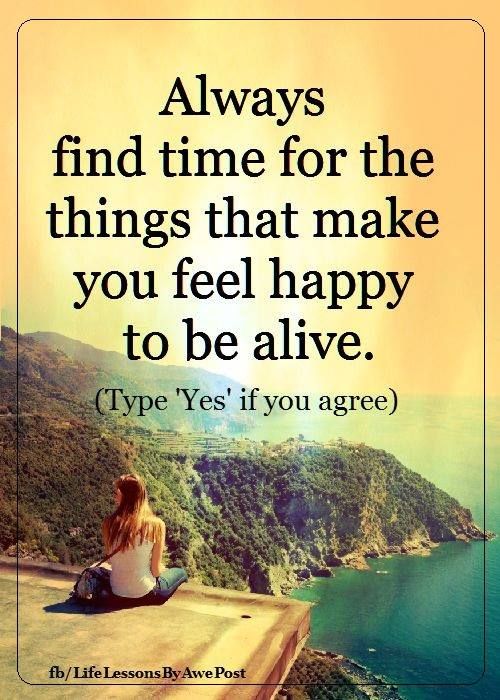 Always
find time for the
things that make
you feel happy
to be alive.
(Type 'Yes' if you agree)
fb/LifeLessonsByAwePost